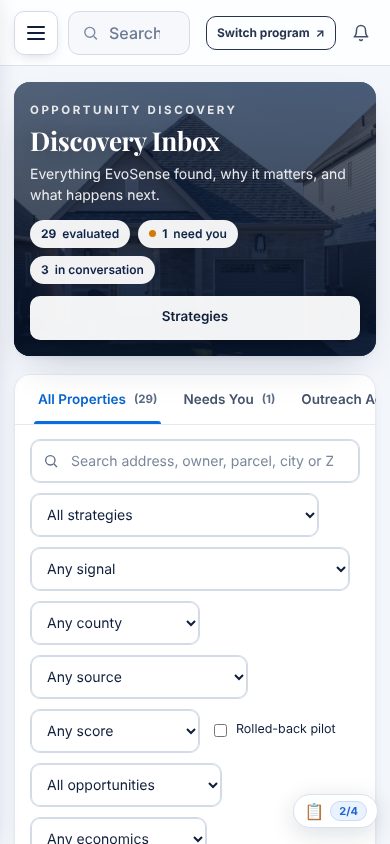 Search
Switch program ↗
OPPORTUNITY DISCOVERY
Discovery Inbox
Everything EvoSense found, why it matters, and
what happens next.
29 evaluated
1 need you
3 in conversation
Strategies
All Properties (29)
Needs You (1)
Outreach A
Search address, owner, parcel, city or Z
All strategies
Any signal
Any county
Any source
Any score
Rolled-back pilot
All opportunities
Any economics
2/4